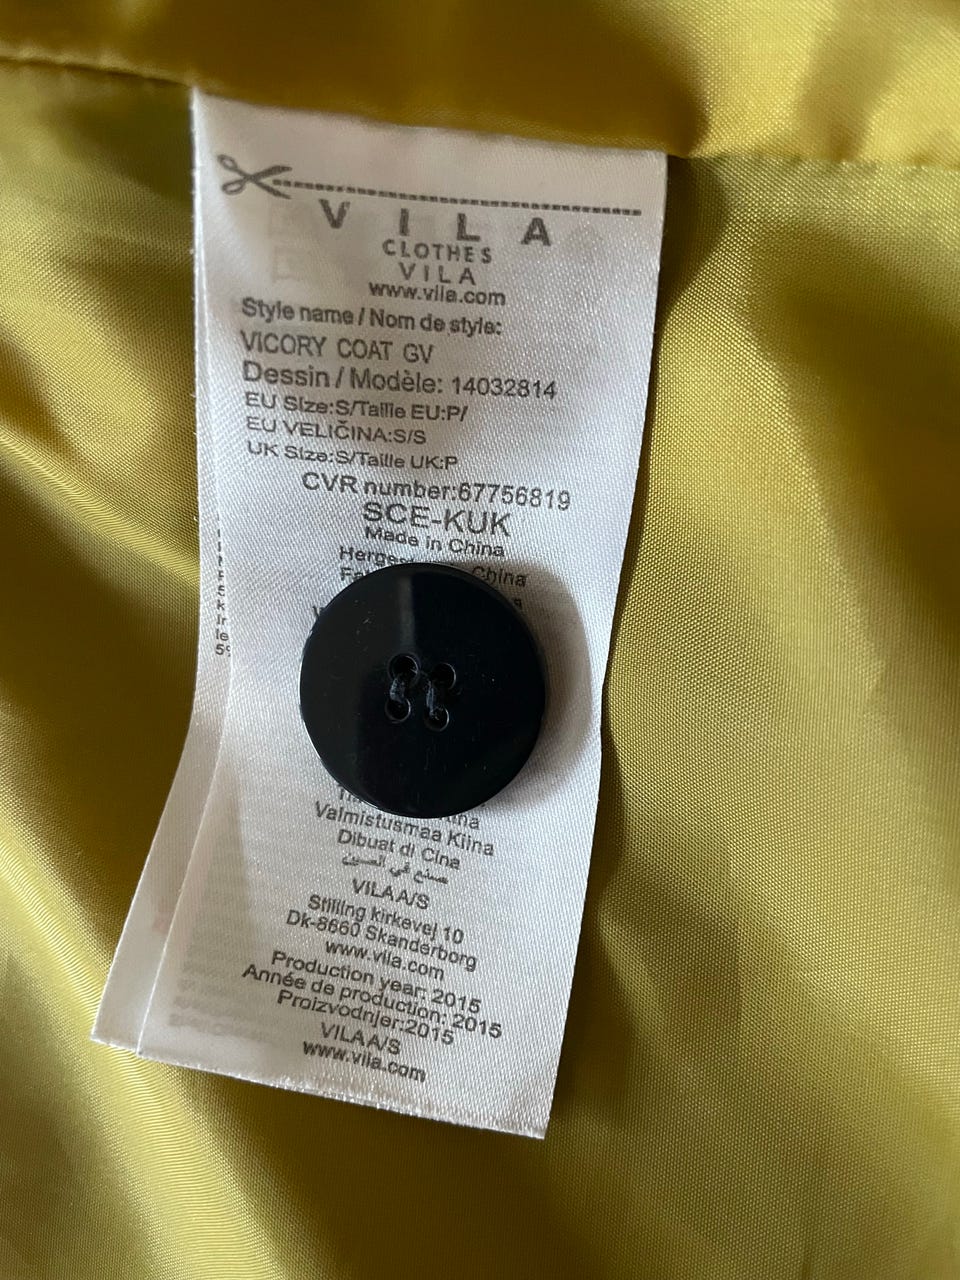 VILA
CLOTHES
VILA
www.vila.com
Style name / Nom de style:
VICORY COAT GV
Dessin / Modèle: 14032814
EU Size:S/Taille EU:P/
EU VELIČINA:S/S
UK Size:S/Taille UK:P
CVR number:67756819
SCE-KUK
Made in China
China
Valmistusmaa Kiina
Dibuat di Cina
صنع في الصين
VILA A/S
Stilling kirkevej 10
Dk-8660 Skanderborg
www.vila.com
Production year: 2015
Année de production: 2015
Proizvodnjer:2015
VILA A/S
www.vila.com